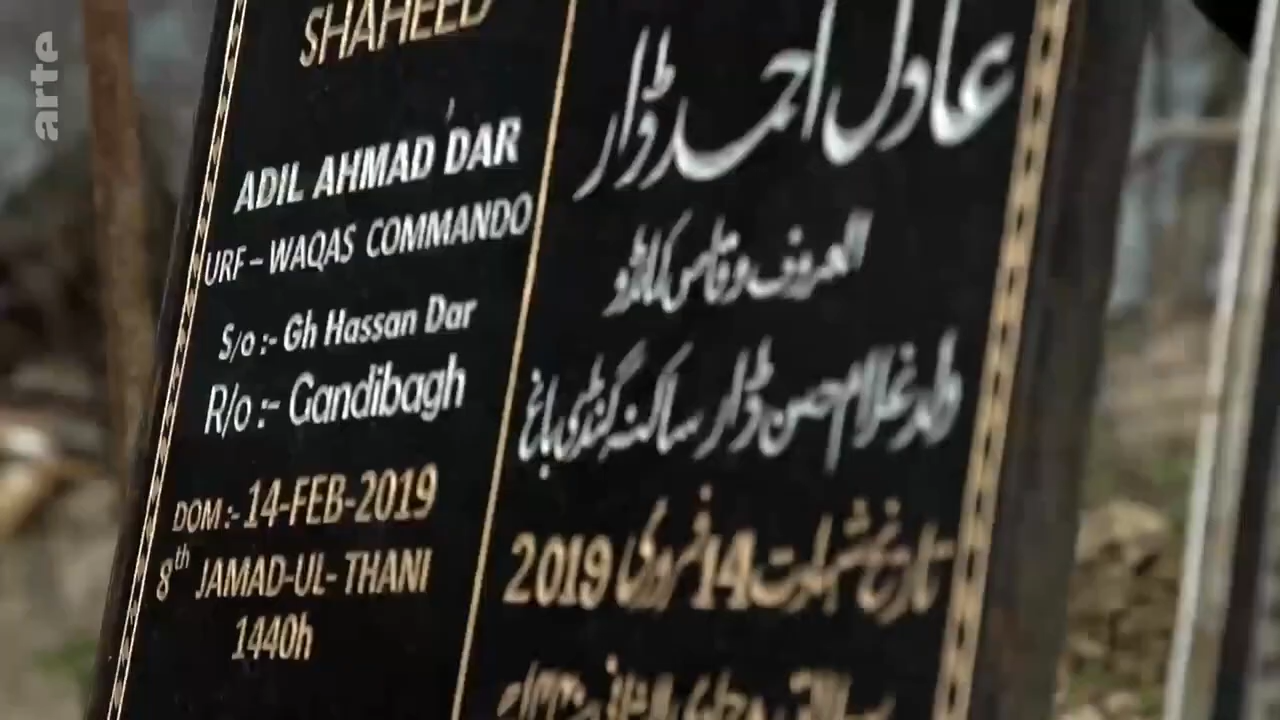 arte
SHAHEED
ADIL AHMAD DAR
URF – WAQAS COMMANDO
S/o :- Gh Hassan Dar
R/o :- Gandibagh
DOM :- 14-FEB-2019
8th JAMAD-UL- THANI
1440h
عادل احمد ڈار
المعروف وقاص کمانڈو
ولد غلام حسن ڈار ساکنہ گنڈی باغ
تاریخ شہادت 14 فروری 2019